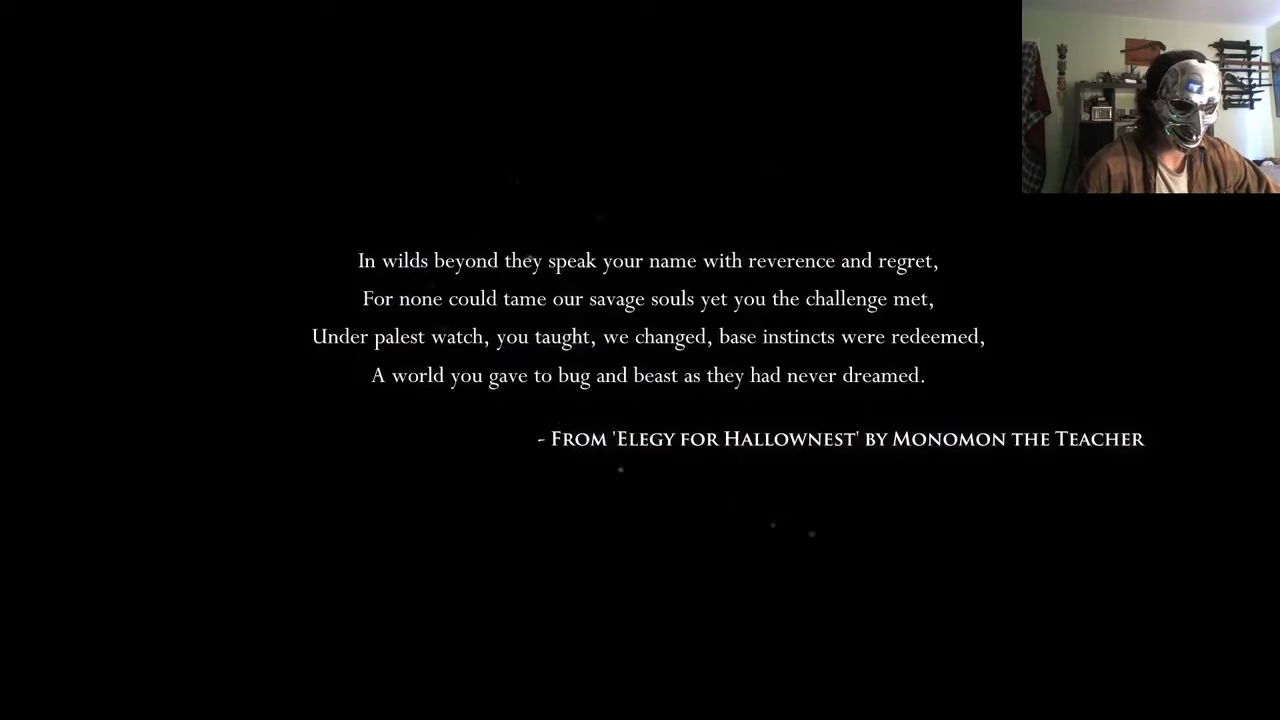 In wilds beyond they speak your name with reverence and regret,
For none could tame our savage souls yet you the challenge met,
Under palest watch, you taught, we changed, base instincts were redeemed,
A world you gave to bug and beast as they had never dreamed.
- From 'Elegy for Hallownest' by Monomon the Teacher